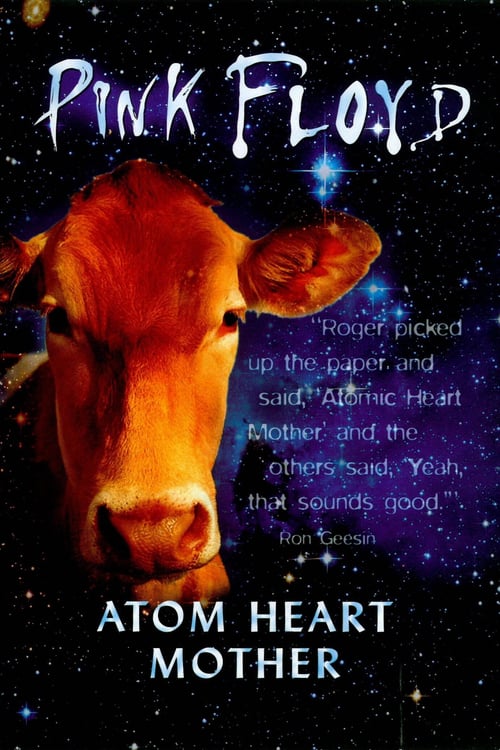 PINK FLOYD
"Roger picked
up the paper and
said, 'Atomic Heart
Mother' and the
others said, 'Yeah,
that sounds good.'"
Ron Geesin
ATOM HEART
MOTHER